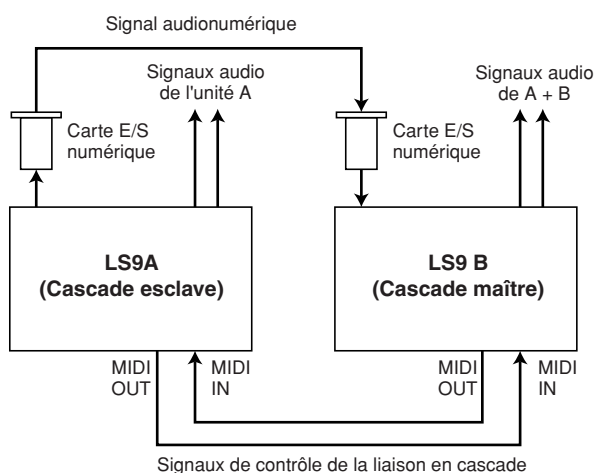 Signal audionumérique
Signaux audio
de l'unité A
Signaux audio
de A + B
Carte E/S
numérique
Carte E/S
numérique
LS9A
(Cascade esclave)
LS9 B
(Cascade maître)
MIDI
OUT
MIDI
IN
MIDI
OUT
MIDI
IN
Signaux de contrôle de la liaison en cascade